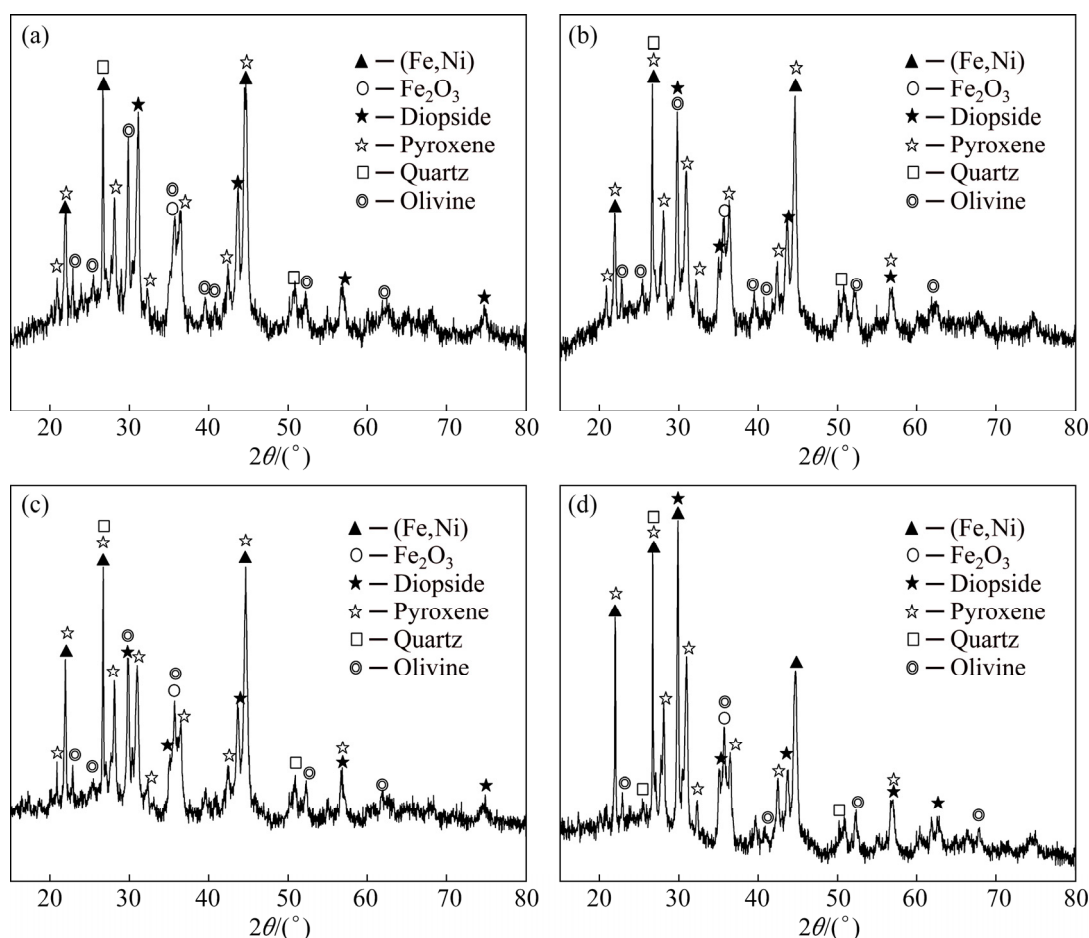 (a)
▲ — (Fe,Ni)
○ — Fe₂O₃
★ — Diopside
☆ — Pyroxene
□ — Quartz
◎ — Olivine
20 30 40 50 60 70 80
2θ/(°)
(b)
▲ — (Fe,Ni)
○ — Fe₂O₃
★ — Diopside
☆ — Pyroxene
□ — Quartz
◎ — Olivine
20 30 40 50 60 70 80
2θ/(°)
(c)
▲ — (Fe,Ni)
○ — Fe₂O₃
★ — Diopside
☆ — Pyroxene
□ — Quartz
◎ — Olivine
20 30 40 50 60 70 80
2θ/(°)
(d)
▲ — (Fe,Ni)
○ — Fe₂O₃
★ — Diopside
☆ — Pyroxene
□ — Quartz
◎ — Olivine
20 30 40 50 60 70 80
2θ/(°)